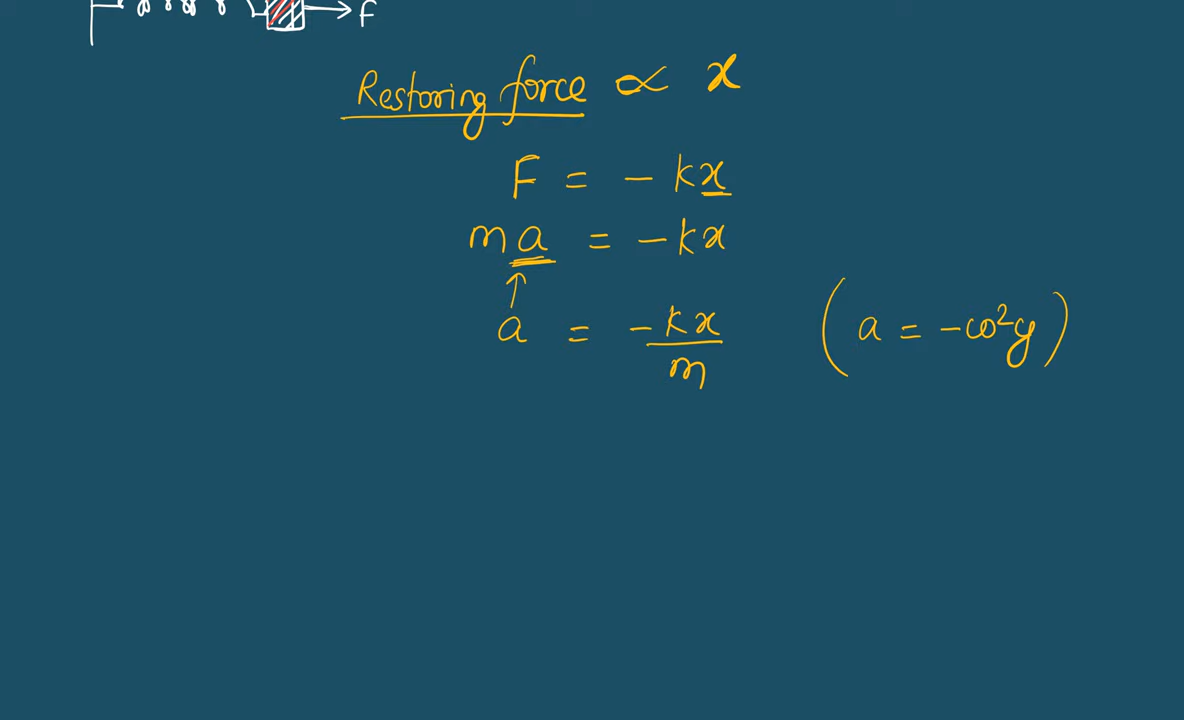 F
Restoring force ∝ x
F = - kx
ma = - kx
a = - kx/m (a = -ω²y)